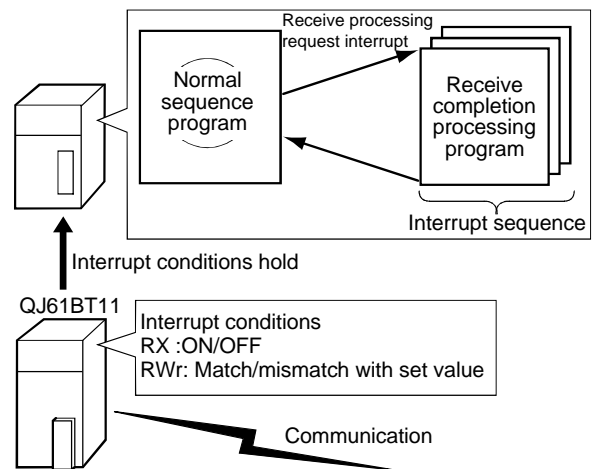 Receive processing
request interrupt
Normal
sequence
program
Receive
completion
processing
program
Interrupt sequence
Interrupt conditions hold
QJ61BT11
Interrupt conditions
RX :ON/OFF
RWr: Match/mismatch with set value
Communication